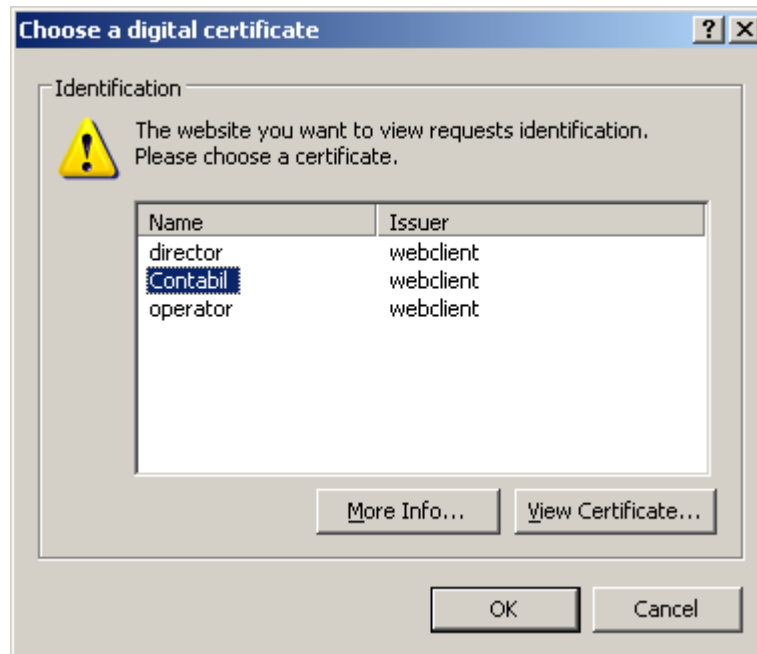 Choose a digital certificate
Identification
The website you want to view requests identification.
Please choose a certificate.
Name Issuer
director webclient
Contabil webclient
operator webclient
More Info... View Certificate...
OK Cancel